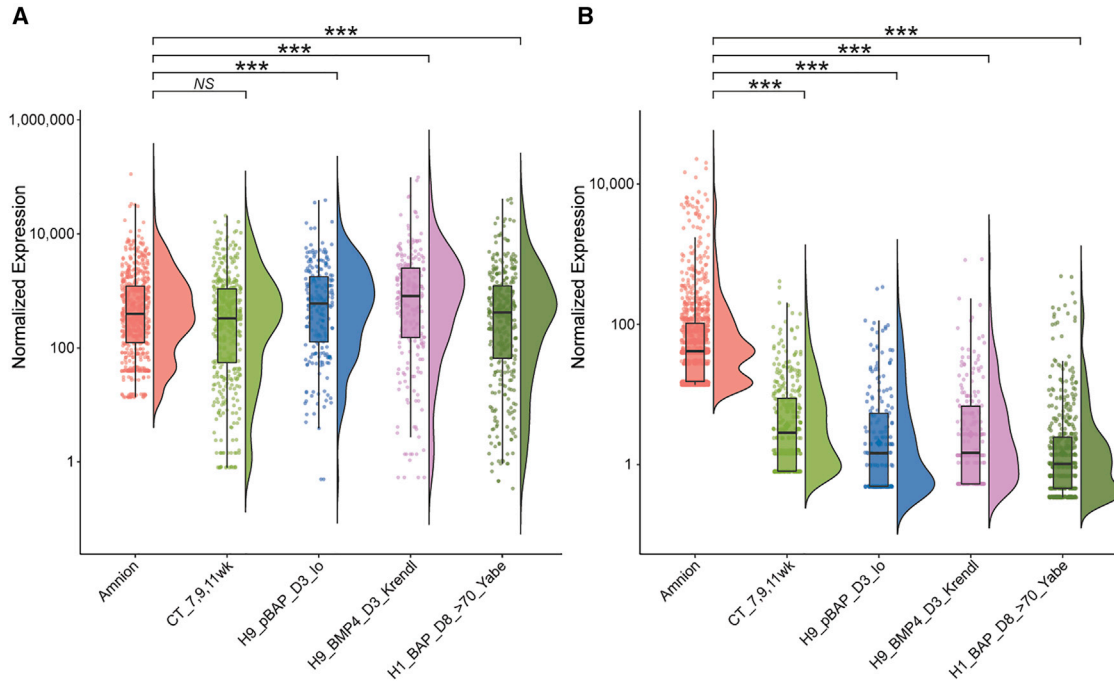 A
***
***
***
NS
1,000,000
10,000
100
1
Normalized Expression
Amnion
CT_7,9,11wk
H9_pBAP_D3_Io
H9_BMP4_D3_Krendl
H1_BAP_D8_>70_Yabe
B
***
***
***
***
10,000
100
1
Normalized Expression
Amnion
CT_7,9,11wk
H9_pBAP_D3_Io
H9_BMP4_D3_Krendl
H1_BAP_D8_>70_Yabe